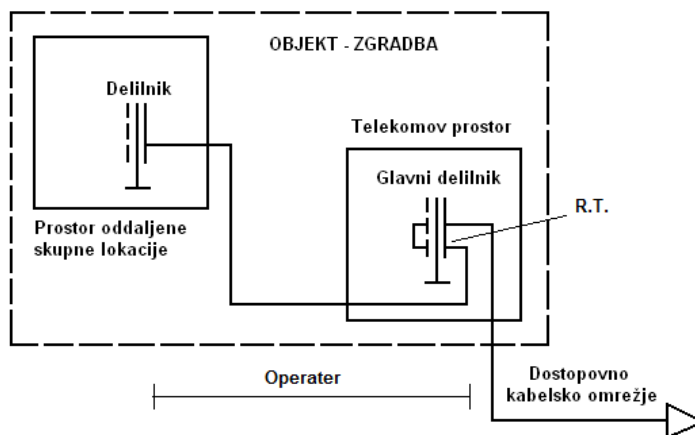 OBJEKT - ZGRADBA
Delilnik
Prostor oddaljene
skupne lokacije
Telekomov prostor
Glavni delilnik
R.T.
Operater
Dostopovno
kabelsko omrežje